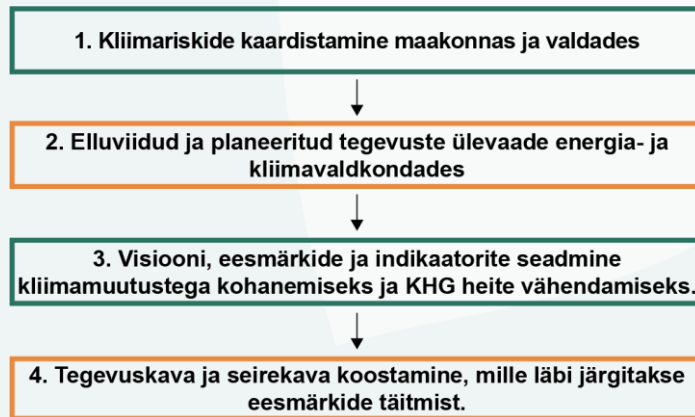 1. Kliimariskide kaardistamine maakonnas ja valdades
2. Elluviidud ja planeeritud tegevuste ülevaade energia- ja
kliimavaldkondades
3. Visiooni, eesmärkide ja indikaatorite seadmine
kliimamuutustega kohanemiseks ja KHG heite vähendamiseks.
4. Tegevuskava ja seirekava koostamine, mille läbi järgitakse
eesmärkide täitmist.